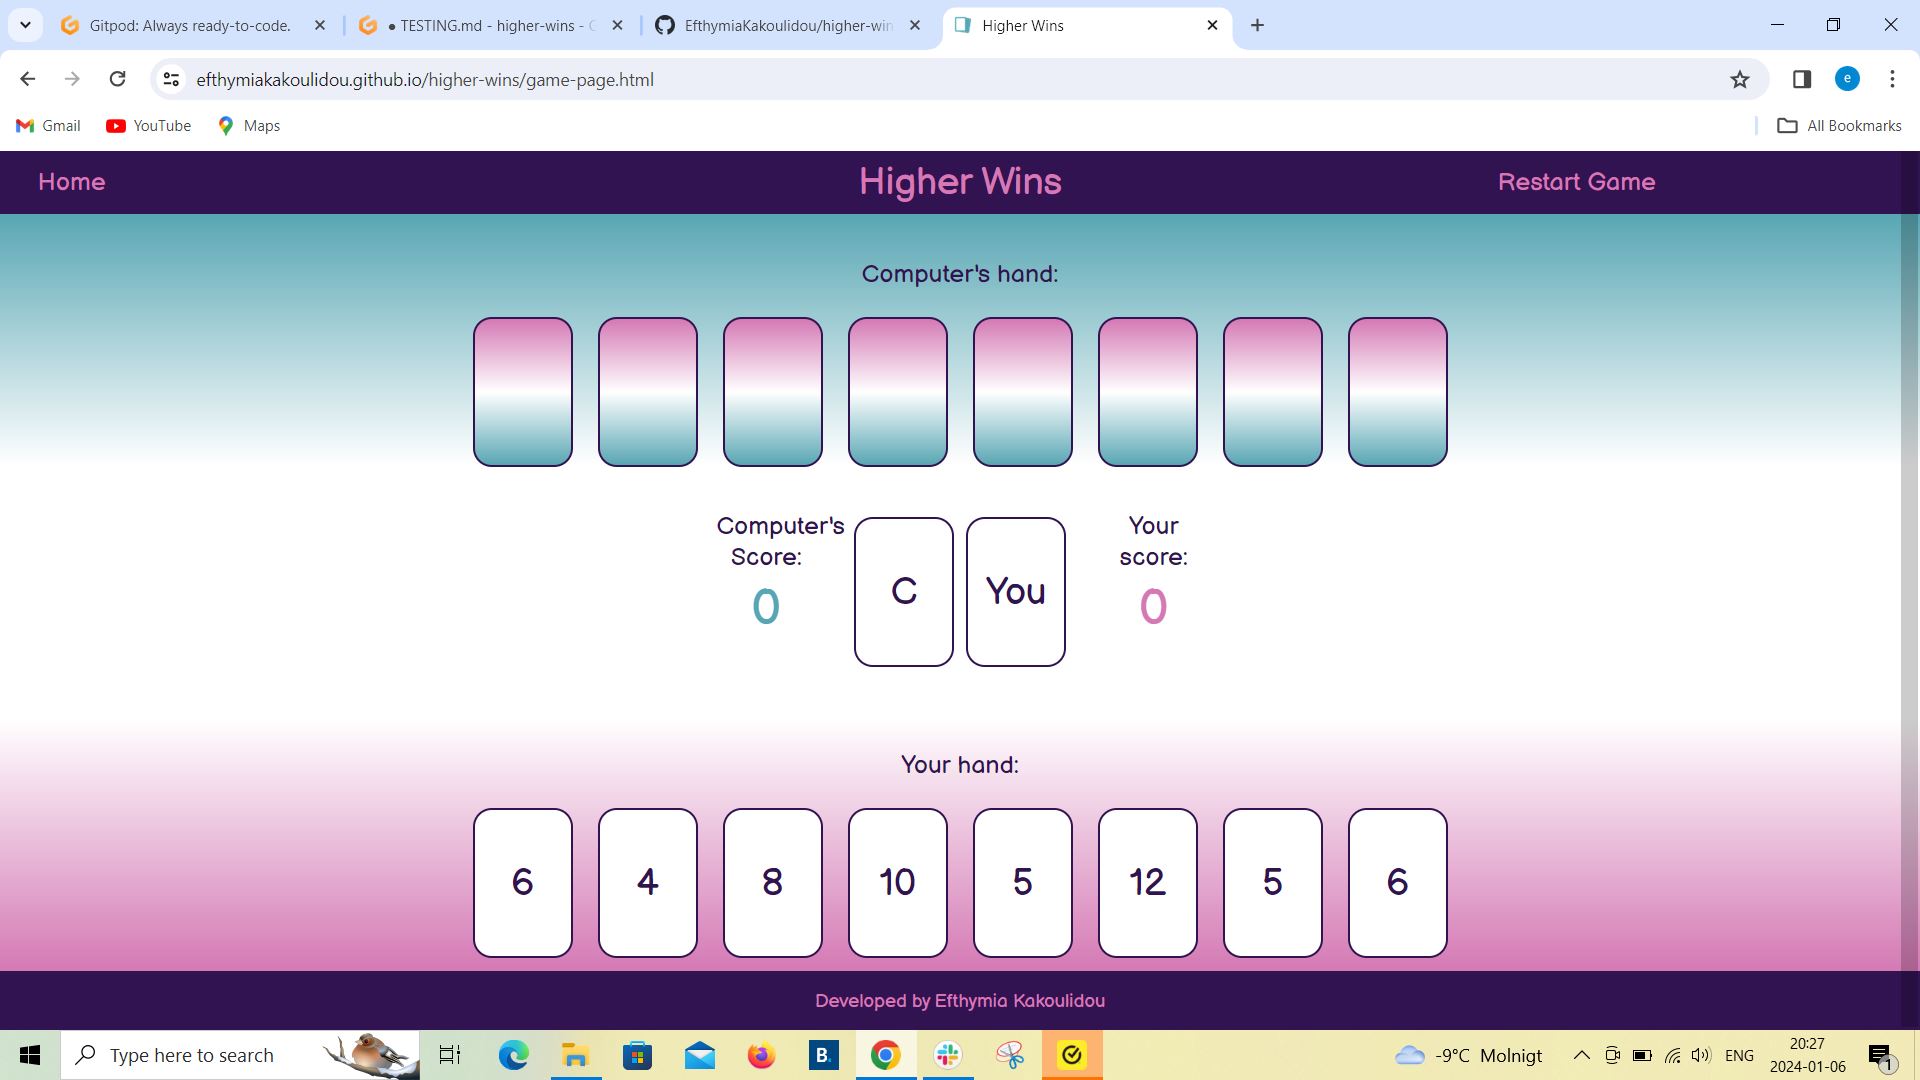 Gitpod: Always ready-to-code.
● TESTING.md - higher-wins -
EfthymiaKakoulidou/higher-win
Higher Wins
efthymiakakoulidou.github.io/higher-wins/game-page.html
e
Gmail
YouTube
Maps
All Bookmarks
Home
Higher Wins
Restart Game
Computer's hand:
Computer's
Score:
0
C
You
Your
score:
0
Your hand:
6
4
8
10
5
12
5
6
Developed by Efthymia Kakoulidou
Type here to search
B.
-9°C Molnigt
ENG
20:27
2024-01-06
1